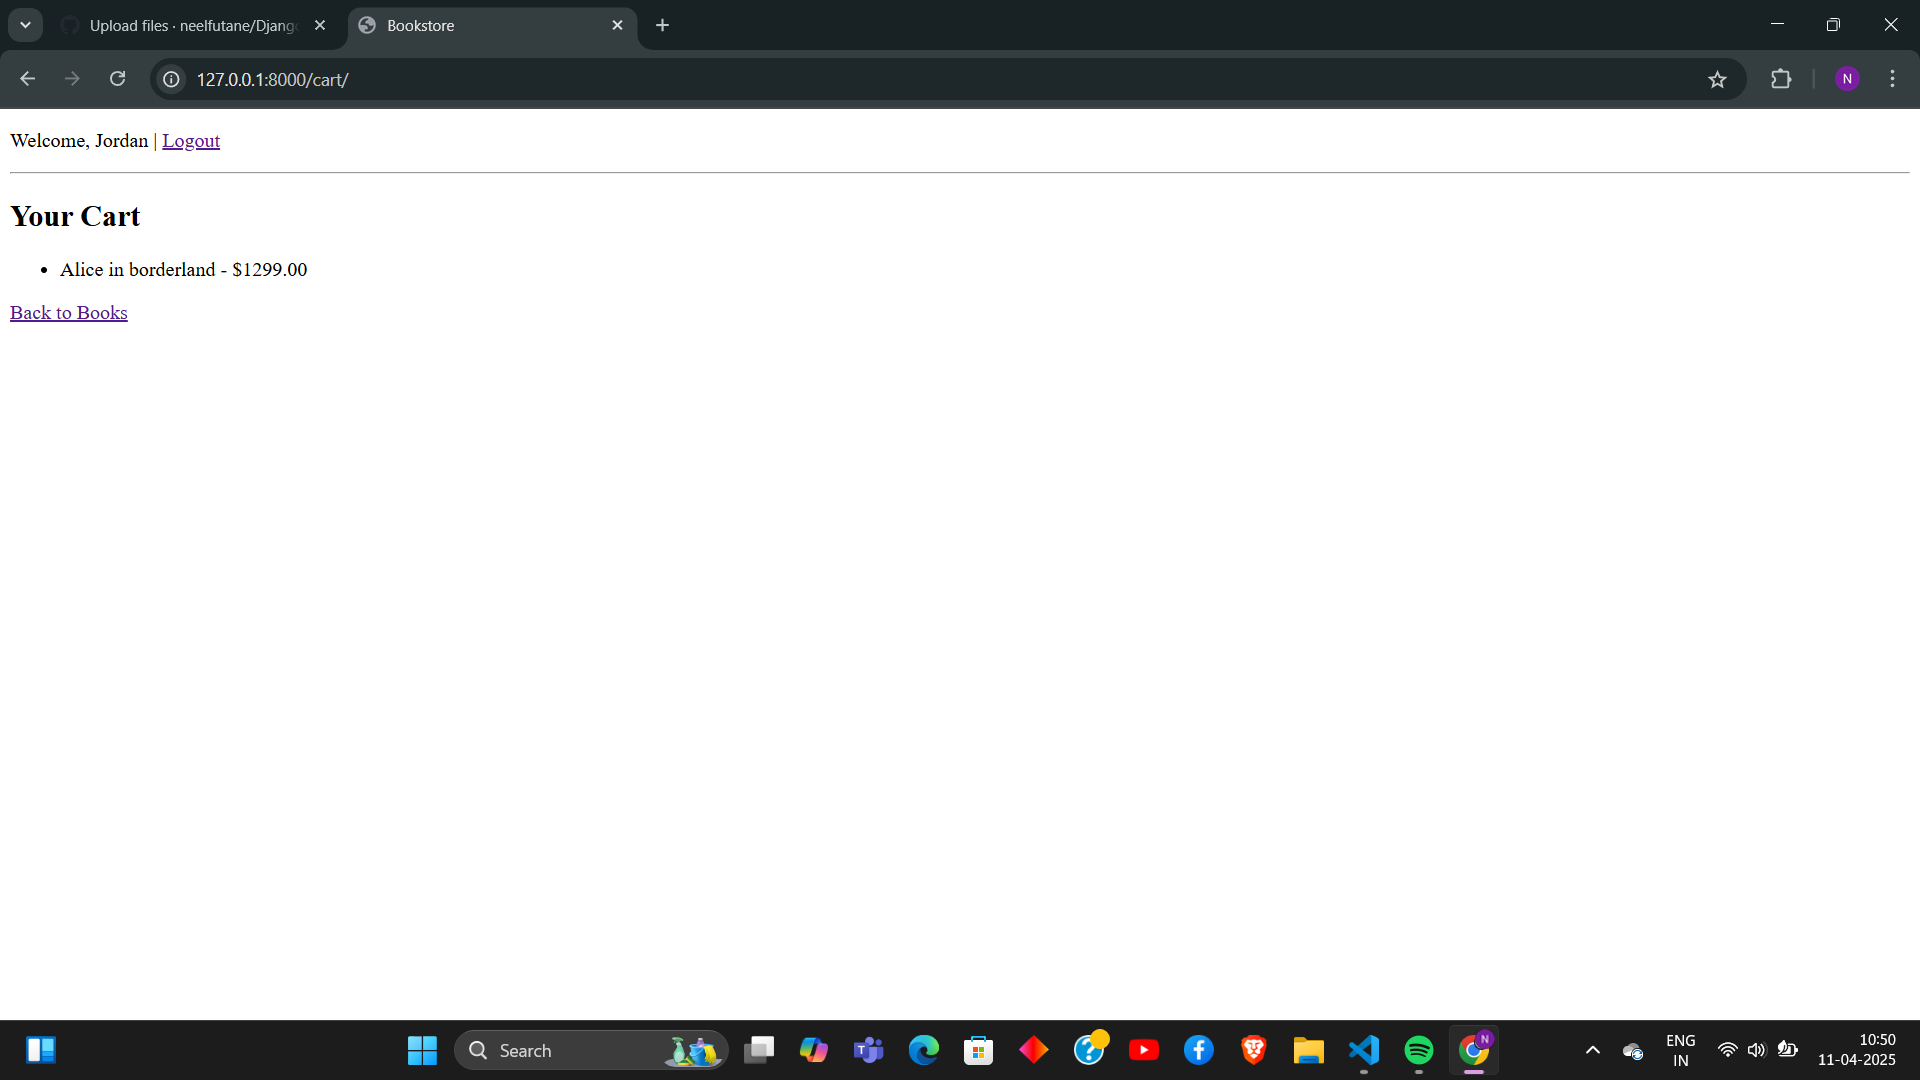 Upload files · neelfutane/Djang
Bookstore
127.0.0.1:8000/cart/
N
Welcome, Jordan | Logout
Your Cart
• Alice in borderland - $1299.00
Back to Books
Search
N
ENG
IN
10:50
11-04-2025